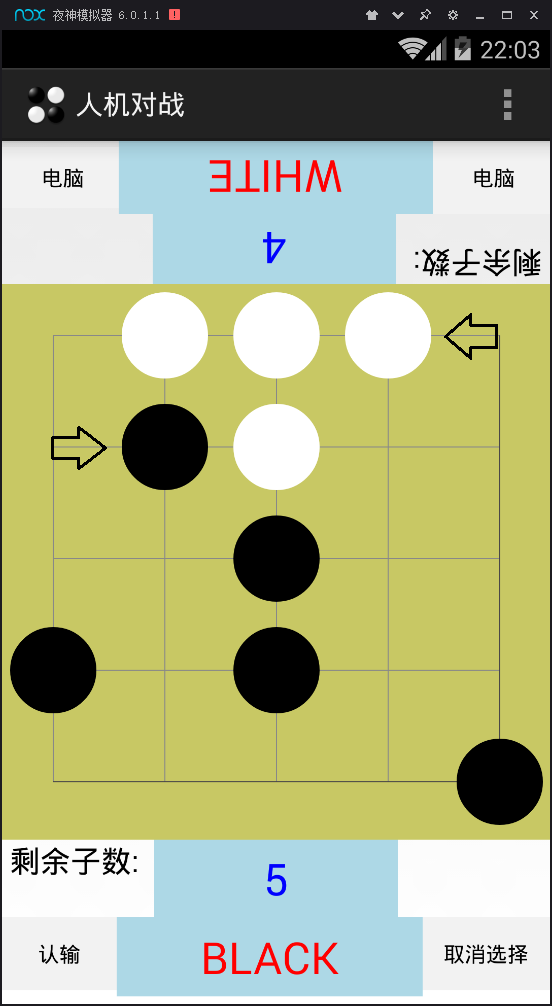 nox 夜神模拟器 6.0.1.1
22:03
人机对战
电脑 WHITE 电脑
4 剩余子数:
剩余子数: 5
认输 BLACK 取消选择